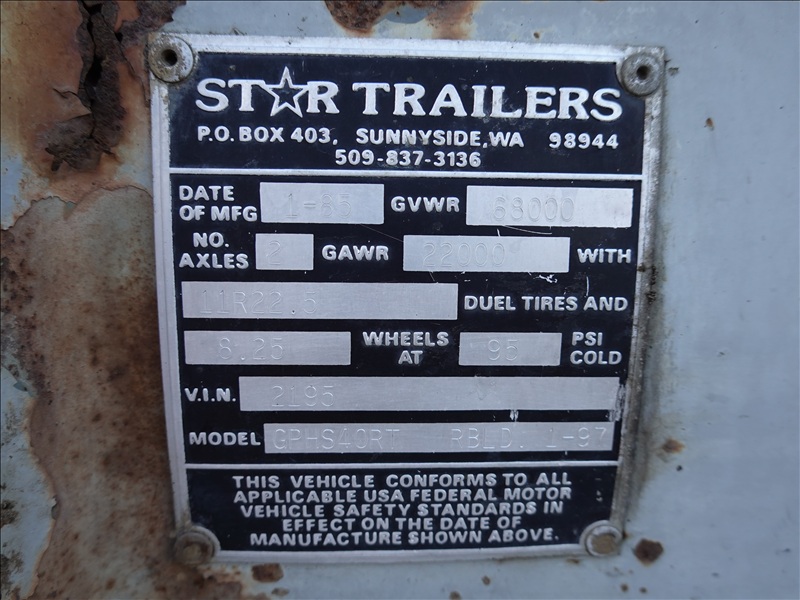 STAR TRAILERS
P.O. BOX 403, SUNNYSIDE, WA 98944
509-837-3136
DATE OF MFG 1-85 GVWR 68000
NO. AXLES 2 GAWR 22000 WITH
11R22.5 DUEL TIRES AND
8.25 WHEELS AT 95 PSI COLD
V.I.N. 2195
MODEL GPHS40RT RBLD. 1-97
THIS VEHICLE CONFORMS TO ALL
APPLICABLE USA FEDERAL MOTOR
VEHICLE SAFETY STANDARDS IN
EFFECT ON THE DATE OF
MANUFACTURE SHOWN ABOVE.